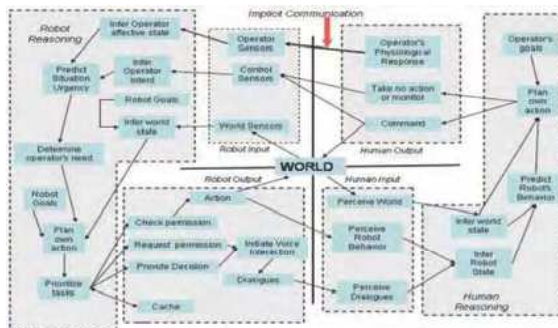 Implicit Communication
Robot
Reasoning
Infer Operator
affective state
Operator
Sensors
Operator's
Physiological
Response
Operator's
goals
Predict
Situation
Urgency
Infer
Operator
Intent
Control
Sensors
Take no action
or monitor
Plan
own
action
Robot Goals
Command
Infer world
state
World Sensors
Robot Input
Human Output
Determine
operator's need
WORLD
Predict
Robot's
Behavior
Robot Output
Human Input
Robot
Goals
Action
Perceive World
Check permission
Infer world
state
Plan
own
action
Request permission
Initiate Voice
Interaction
Perceive
Robot
Behavior
Provide Decision
Infer
Robot
State
Prioritize
tasks
Dialogues
Perceive
Dialogues
Cache
Human
Reasoning